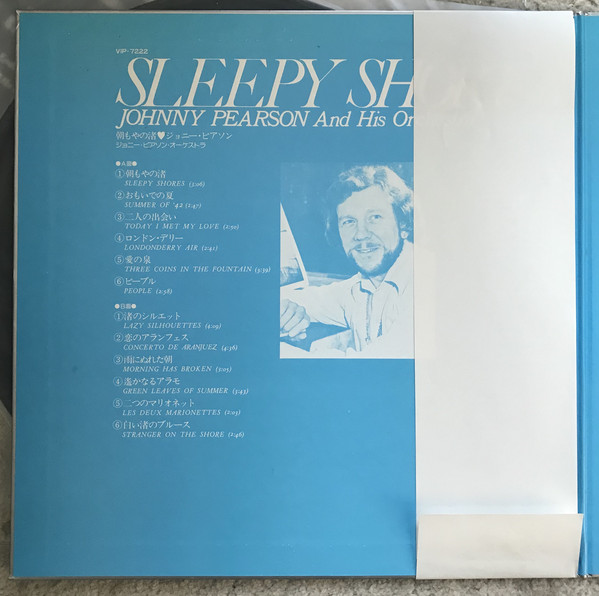 VIP-7222
SLEEPY SH
JOHNNY PEARSON And His Or
朝もやの渚♥ジョニー・ピアソン
ジョニー・ピアソン・オーケストラ
●A面●
①朝もやの渚
SLEEPY SHORES (2:06)
②おもいでの夏
SUMMER OF '42 (1:47)
③二人の出会い
TODAY I MET MY LOVE (2:50)
④ロンドン・デリー
LONDONDERRY AIR (2:41)
⑤愛の泉
THREE COINS IN THE FOUNTAIN (3:39)
⑥ピープル
PEOPLE (2:58)
●B面●
①渚のシルエット
LAZY SILHOUETTES (4:09)
②恋のアランフェス
CONCERTO DE ARANJUEZ (4:36)
③雨にぬれた朝
MORNING HAS BROKEN (3:05)
④遙かなるアラモ
GREEN LEAVES OF SUMMER (3:43)
⑤二つのマリオネット
LES DEUX MARIONETTES (2:03)
⑥白い渚のブルース
STRANGER ON THE SHORE (2:46)